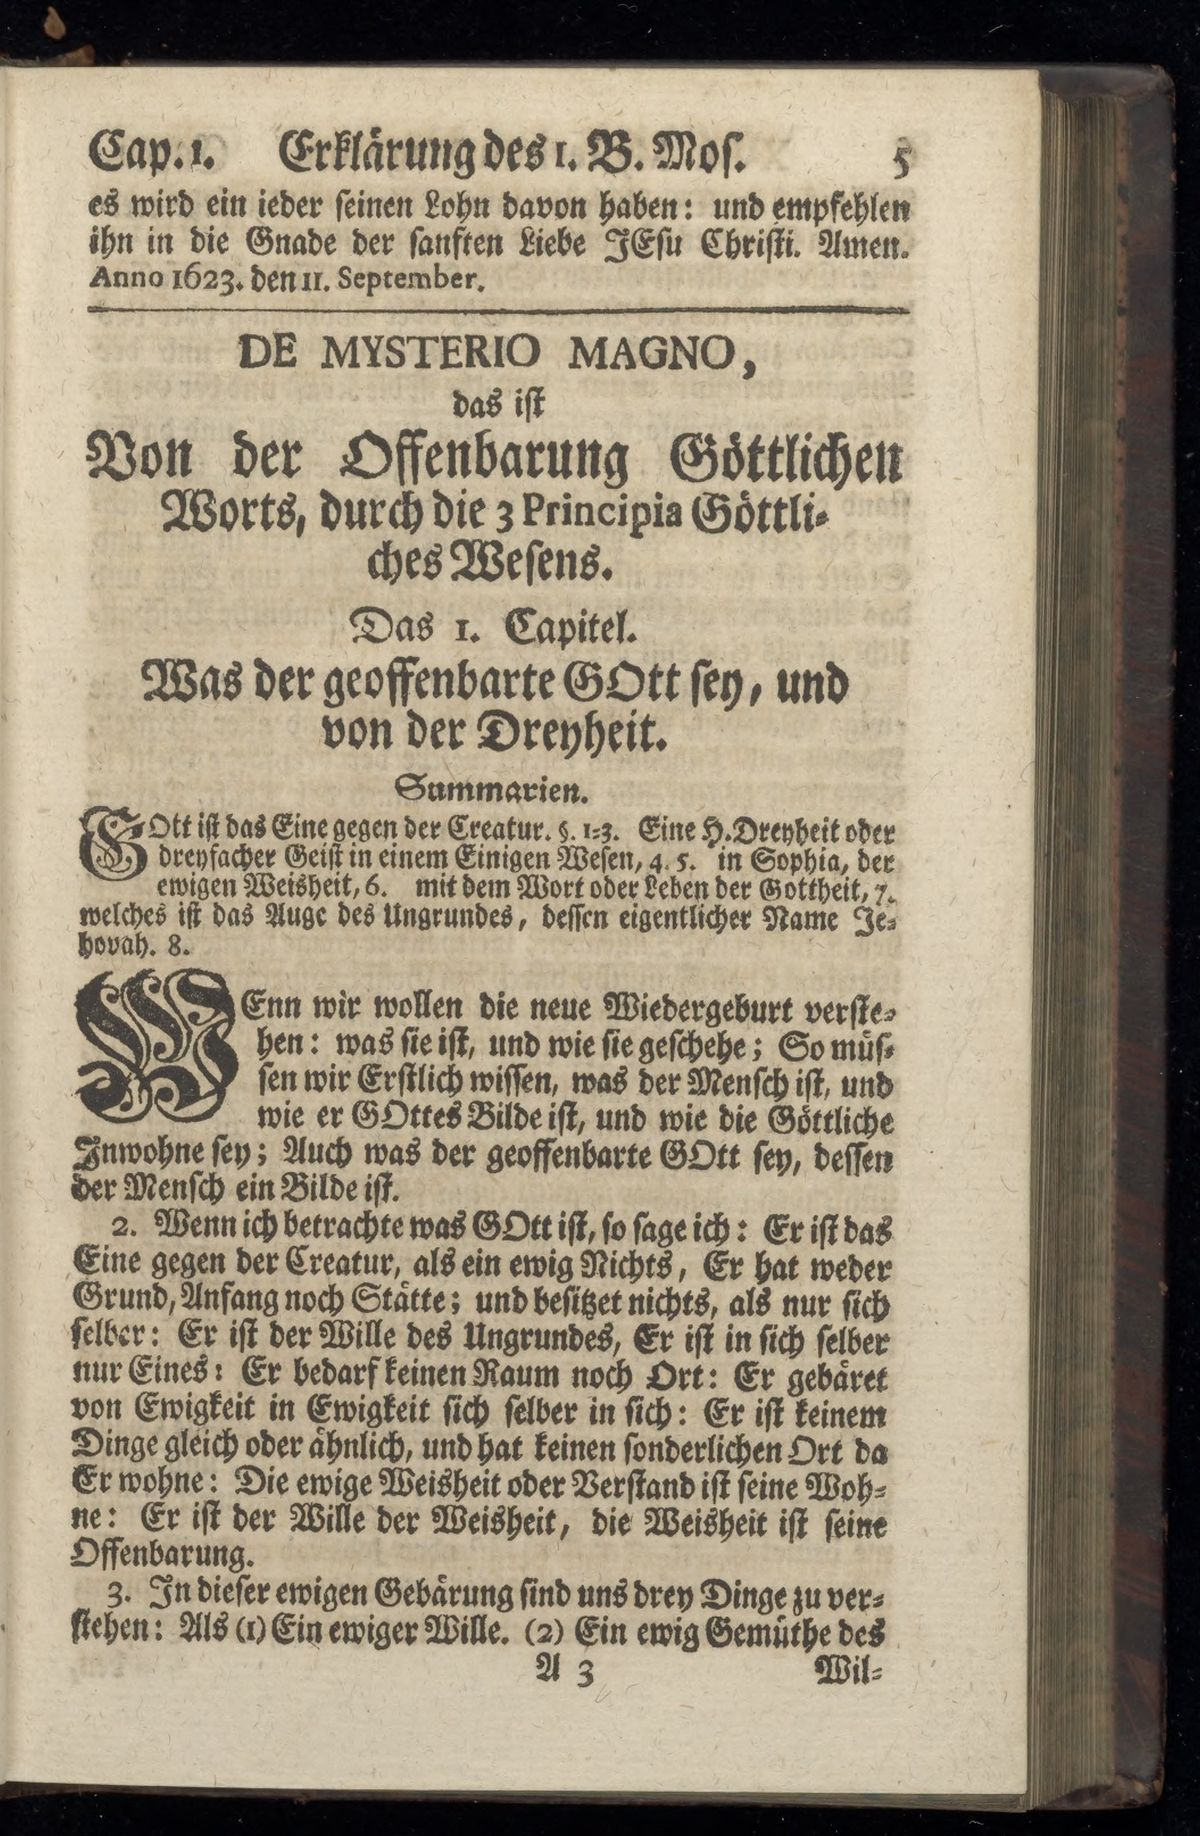 Cap. 1. Erklärung des 1. B. Mos. 5
es wird ein ieder seinen Lohn davon haben: und empfehlen
ihn in die Gnade der sanften Liebe JEsu Christi. Amen.
Anno 1623. den 11. September.
DE MYSTERIO MAGNO,
das ist
Von der Offenbarung Göttlichen
Worts, durch die 3 Principia Göttli-
ches Wesens.
Das 1. Capitel.
Was der geoffenbarte GOtt sey, und
von der Dreyheit.
Summarien.
GOtt ist das Eine gegen der Creatur. §. 1-3. Eine H. Dreyheit oder
dreyfacher Geist in einem Einigen Wesen, 4. 5. in Sophia, der
ewigen Weisheit, 6. mit dem Wort oder Leben der Gottheit, 7.
welches ist das Auge des Ungrundes, dessen eigentlicher Name Je-
hovah. 8.
WEnn wir wollen die neue Wiedergeburt verste-
hen: was sie ist, und wie sie geschehe; So müs-
sen wir Erstlich wissen, was der Mensch ist, und
wie er GOttes Bilde ist, und wie die Göttliche
Inwohne sey; Auch was der geoffenbarte GOtt sey, dessen
der Mensch ein Bilde ist.
2. Wenn ich betrachte was GOtt ist, so sage ich: Er ist das
Eine gegen der Creatur, als ein ewig Nichts, Er hat weder
Grund, Anfang noch Stätte; und besitzet nichts, als nur sich
selber: Er ist der Wille des Ungrundes, Er ist in sich selber
nur Eines: Er bedarf keinen Raum noch Ort: Er gebäret
von Ewigkeit in Ewigkeit sich selber in sich: Er ist keinem
Dinge gleich oder ähnlich, und hat keinen sonderlichen Ort da
Er wohne: Die ewige Weisheit oder Verstand ist seine Woh-
ne: Er ist der Wille der Weisheit, die Weisheit ist seine
Offenbarung.
3. In dieser ewigen Gebärung sind uns drey Dinge zu ver-
stehen: Als (1) Ein ewiger Wille. (2) Ein ewig Gemüthe des
A 3 Wil-